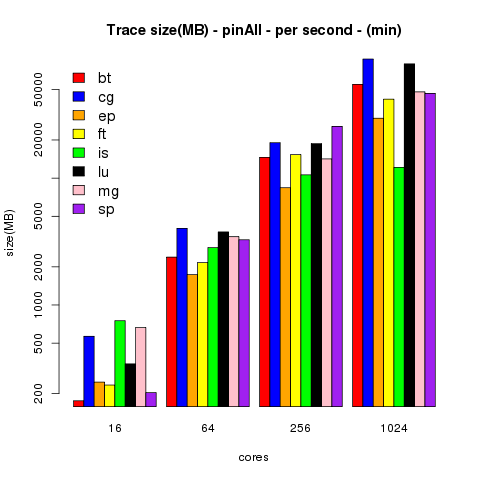 Trace size(MB) - pinAll - per second - (min)
size(MB)
50000
20000
5000
2000
1000
500
200
bt
cg
ep
ft
is
lu
mg
sp
16 64 256 1024
cores